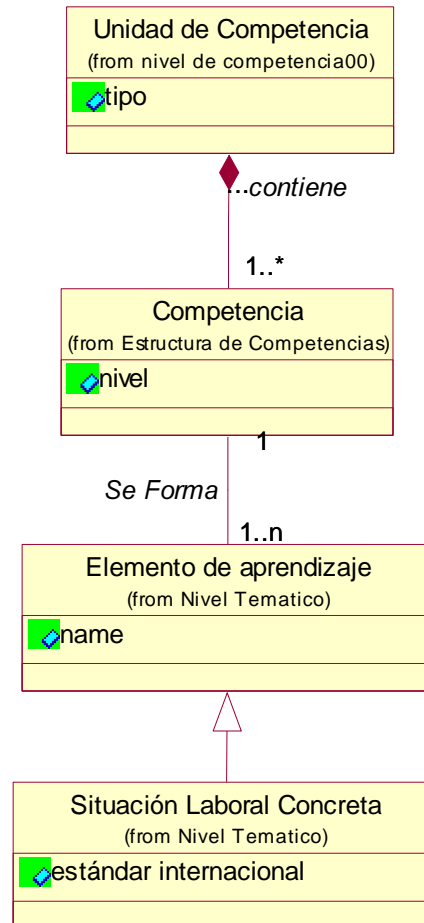 Unidad de Competencia
(from nivel de competencia00)
tipo
...contiene
1..*
Competencia
(from Estructura de Competencias)
nivel
1
Se Forma
1..n
Elemento de aprendizaje
(from Nivel Tematico)
name
Situación Laboral Concreta
(from Nivel Tematico)
estándar internacional